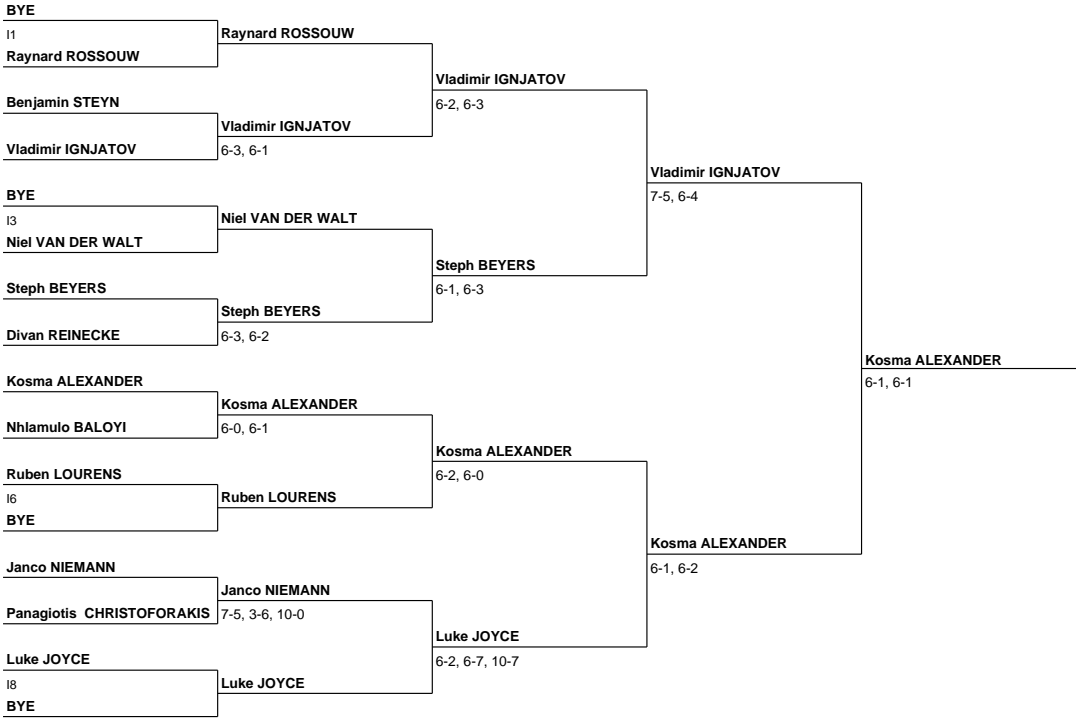 BYE
I1
Raynard ROSSOUW
Benjamin STEYN
Vladimir IGNJATOV
BYE
I3
Niel VAN DER WALT
Steph BEYERS
Divan REINECKE
Kosma ALEXANDER
Nhlamulo BALOYI
Ruben LOURENS
I6
BYE
Janco NIEMANN
Panagiotis CHRISTOFORAKIS
Luke JOYCE
I8
BYE
Raynard ROSSOUW
Vladimir IGNJATOV
6-3, 6-1
Niel VAN DER WALT
Steph BEYERS
6-3, 6-2
Kosma ALEXANDER
6-0, 6-1
Ruben LOURENS
Janco NIEMANN
7-5, 3-6, 10-0
Luke JOYCE
Vladimir IGNJATOV
6-2, 6-3
Steph BEYERS
6-1, 6-3
Kosma ALEXANDER
6-2, 6-0
Luke JOYCE
6-2, 6-7, 10-7
Vladimir IGNJATOV
7-5, 6-4
Kosma ALEXANDER
6-1, 6-2
Kosma ALEXANDER
6-1, 6-1